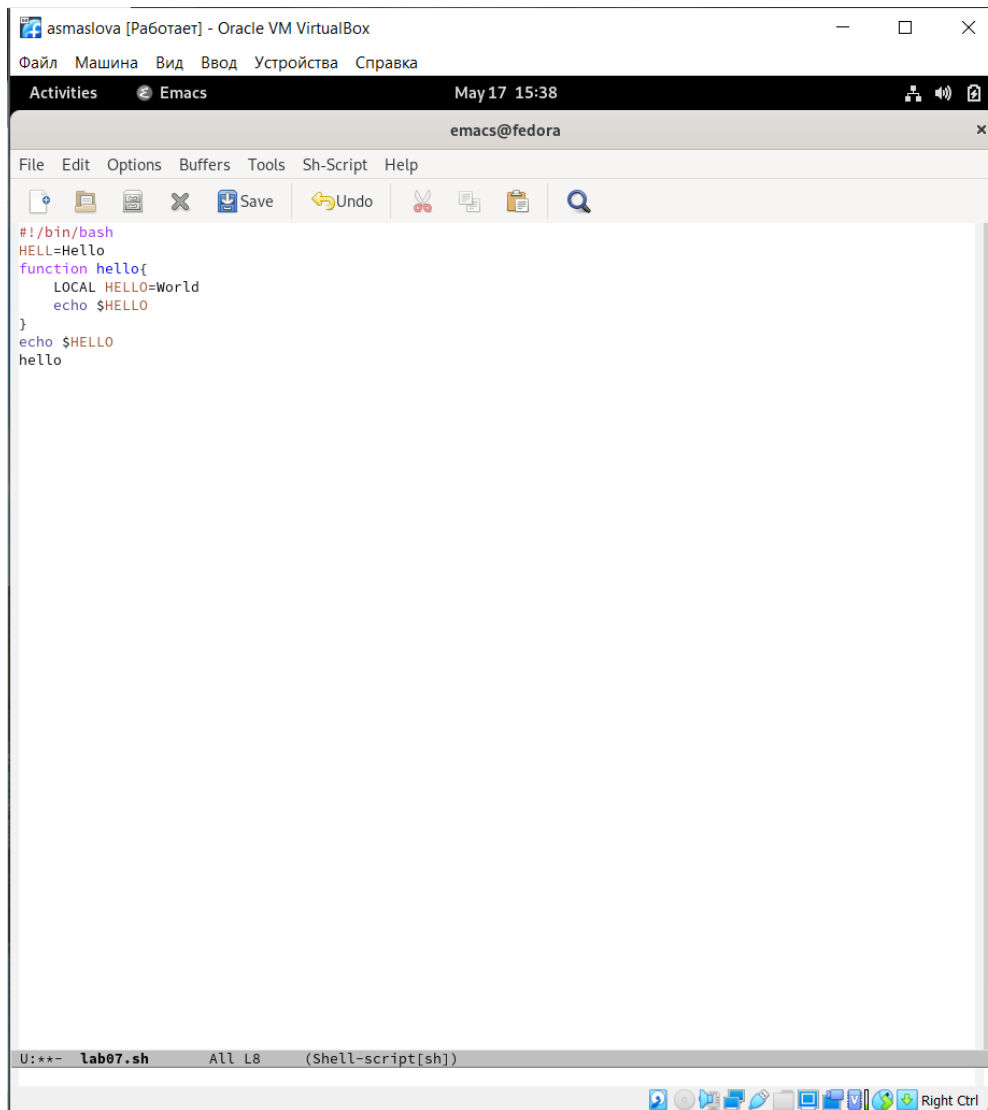 asmaslova [Работает] - Oracle VM VirtualBox
Файл Машина Вид Ввод Устройства Справка
Activities Emacs May 17 15:38
emacs@fedora
File Edit Options Buffers Tools Sh-Script Help
Save Undo
#!/bin/bash
HELL=Hello
function hello{
    LOCAL HELLO=World
    echo $HELLO
}
echo $HELLO
hello
U:**- lab07.sh All L8 (Shell-script[sh])
Right Ctrl